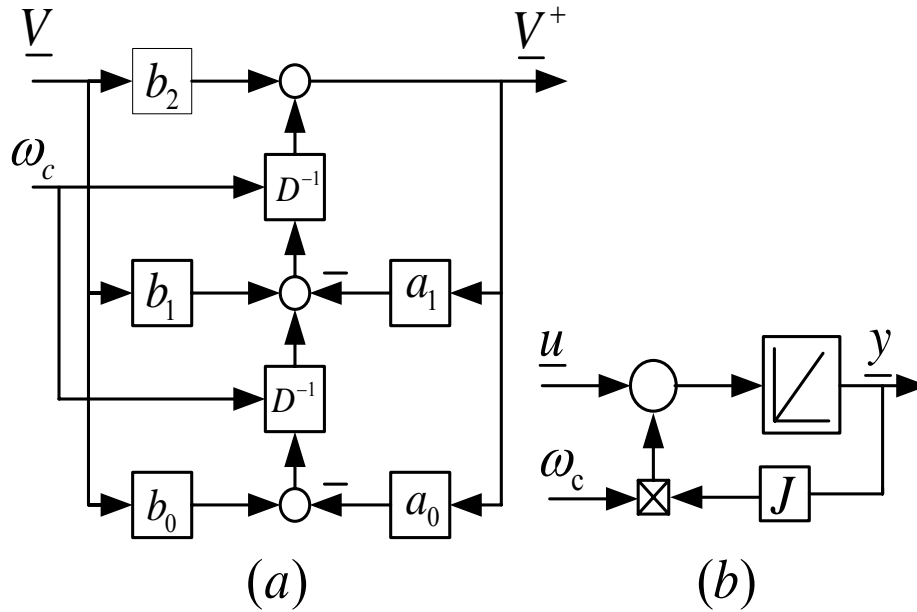 V V⁺
b₂
ω_c
D⁻¹
b₁ − a₁
D⁻¹
b₀ − a₀
(a)
u y
ω_c J
(b)